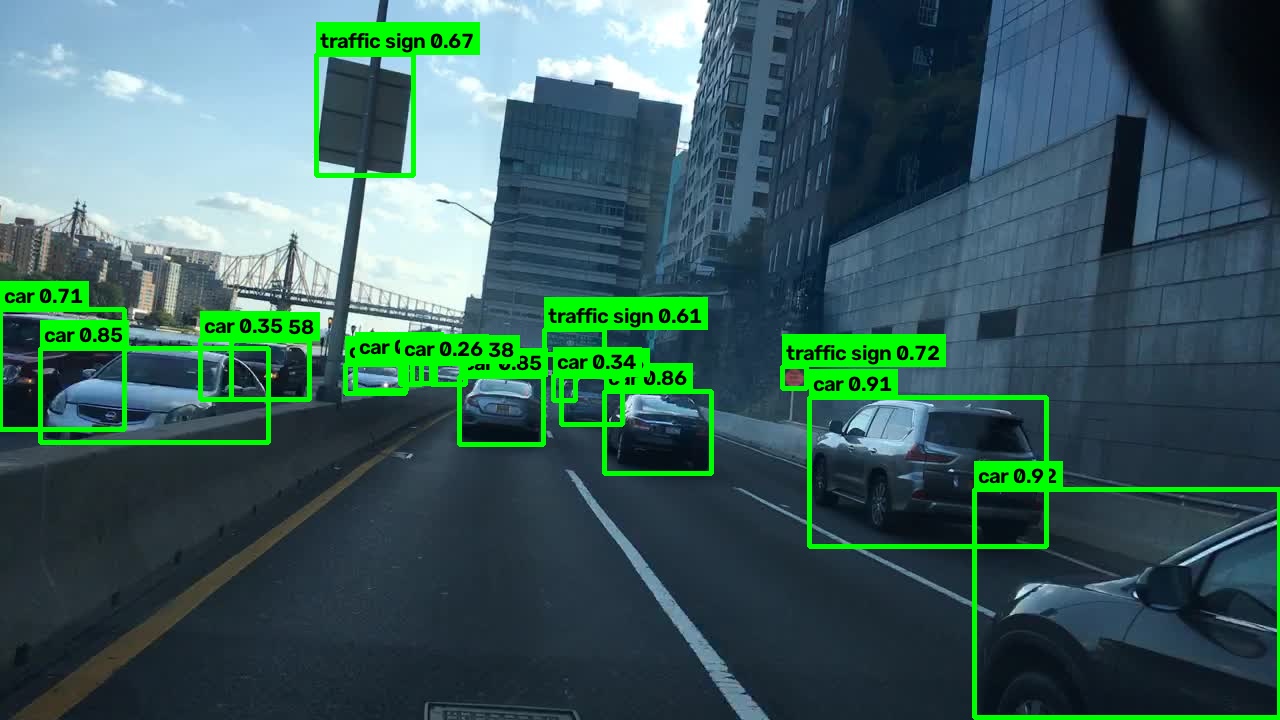 traffic sign 0.67
car 0.71
car 0.85
car 0.35
58
car 0.26
38
0.85
traffic sign 0.61
car 0.34
0.86
traffic sign 0.72
car 0.91
car 0.92